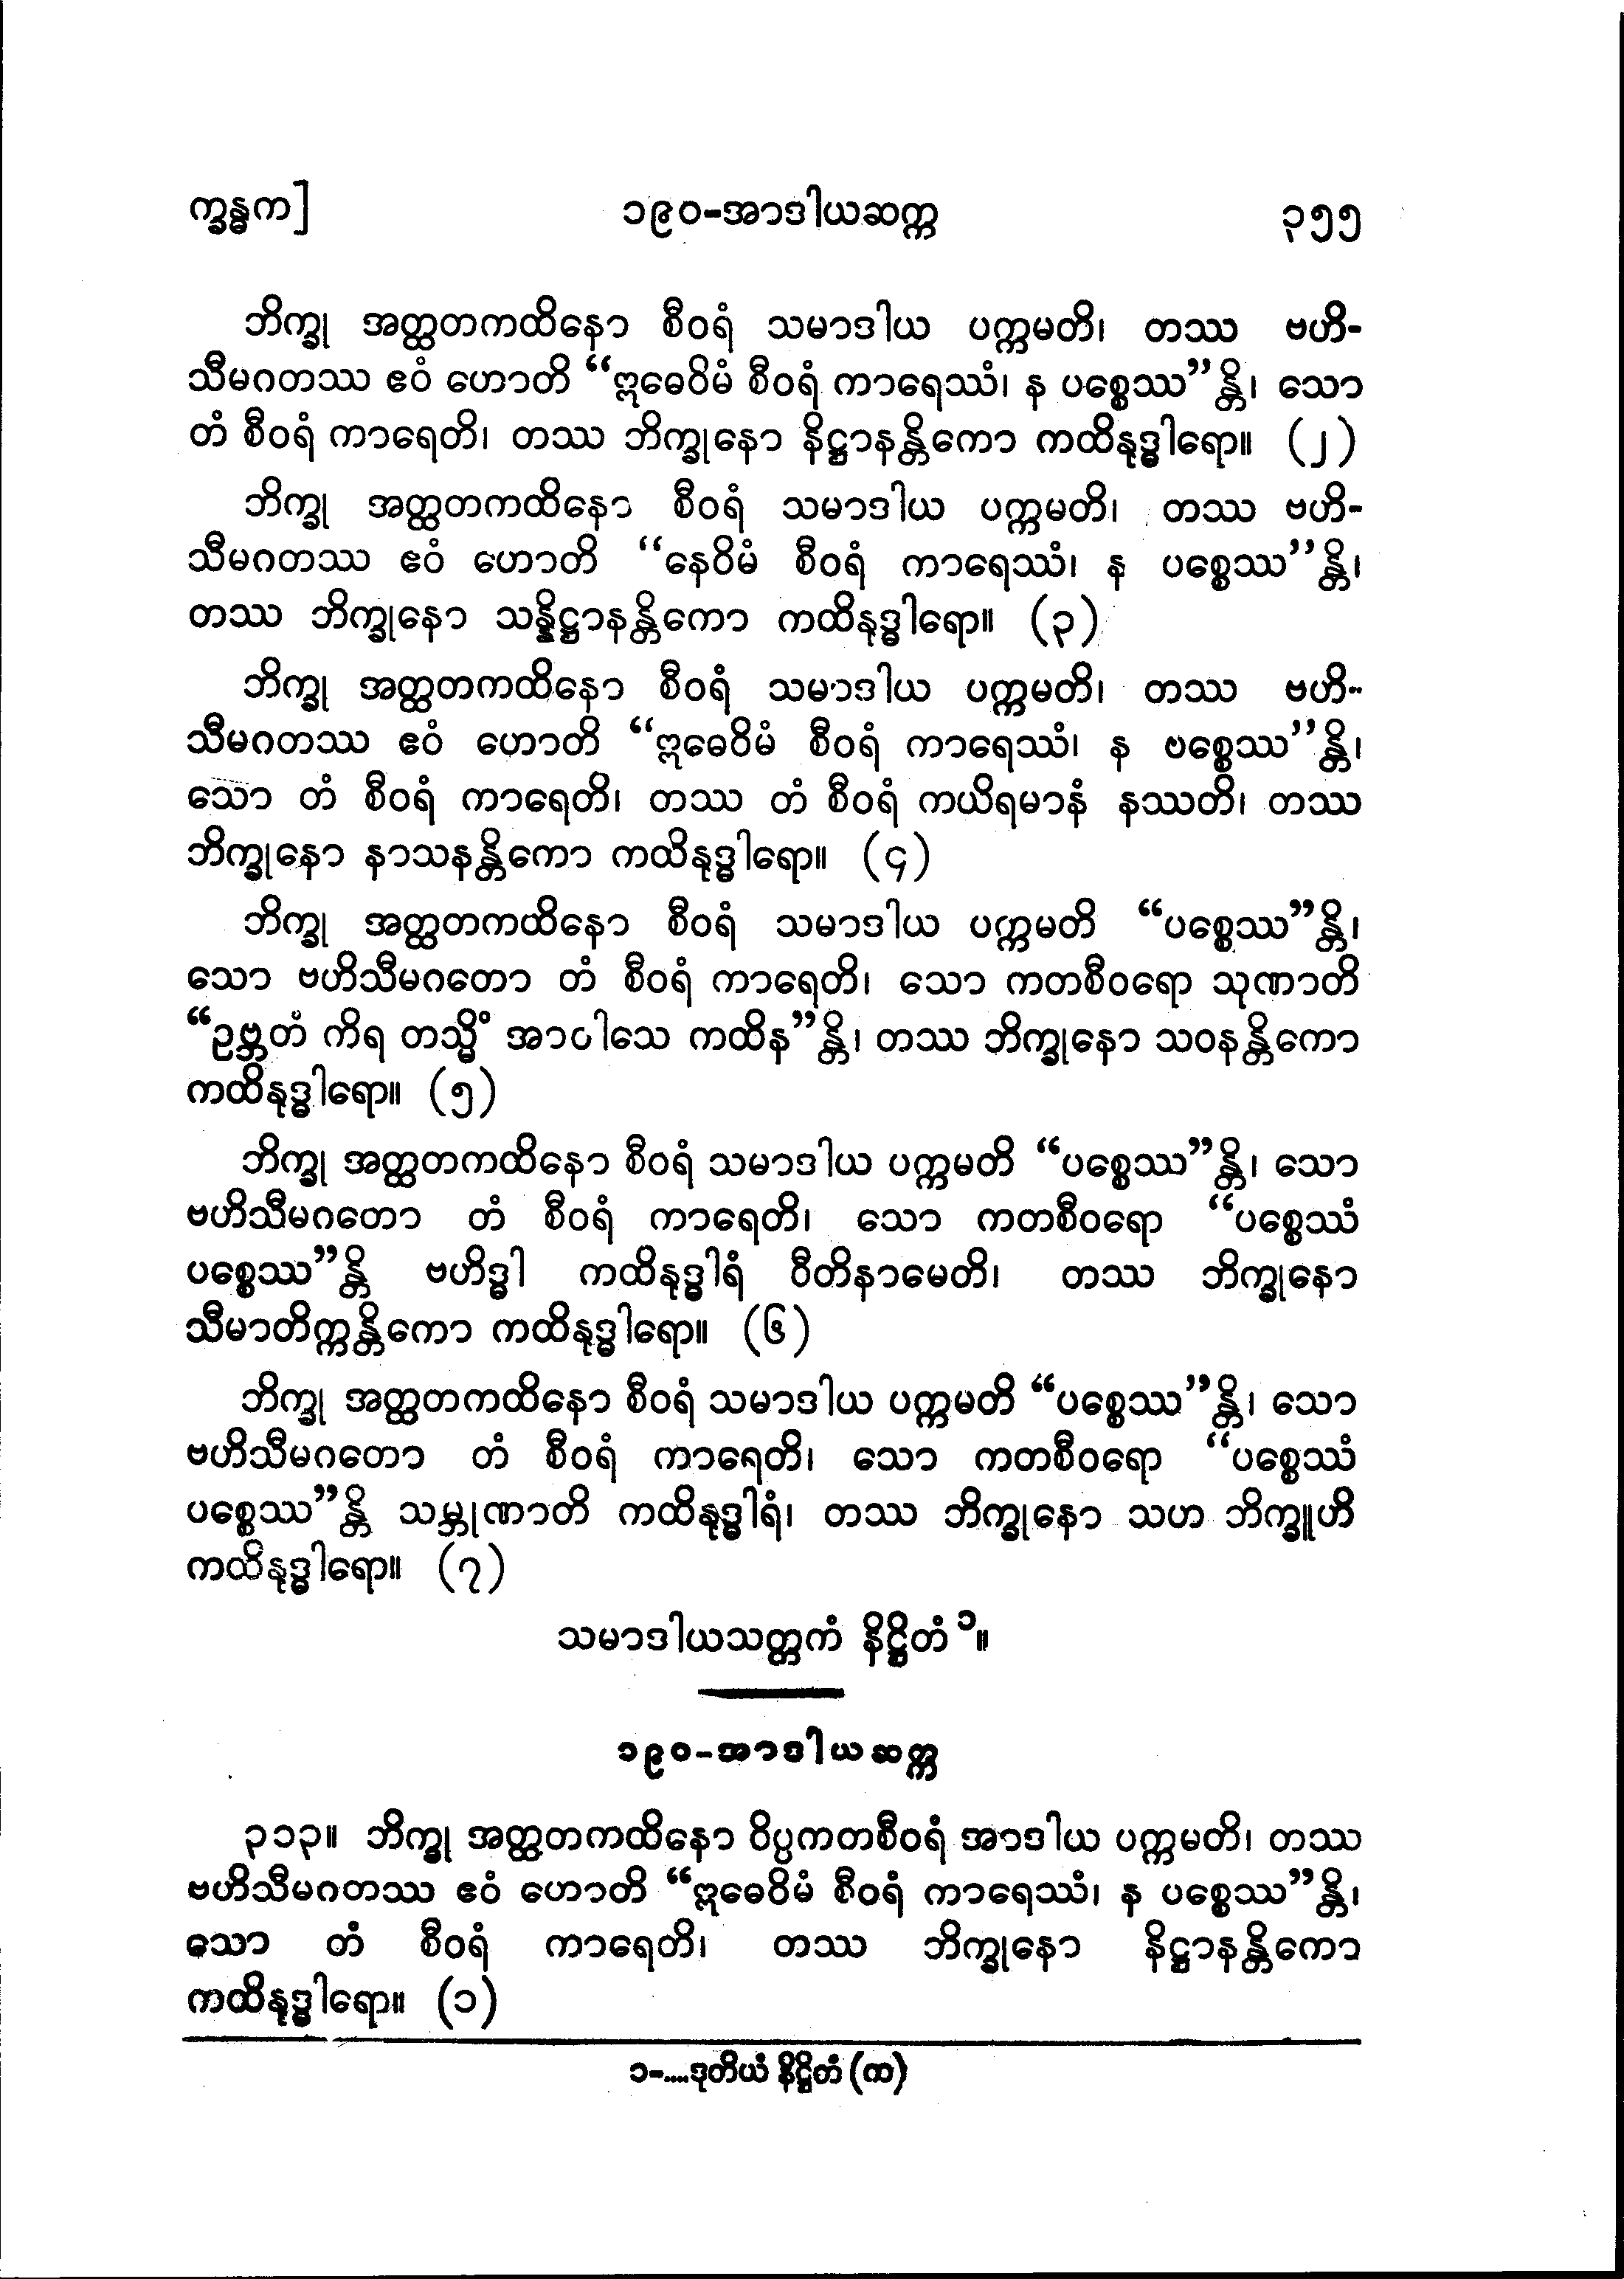 က္ခန္ဓက]
၁၉၀-အာဒါယဆက္က
၃၅၅
ဘိက္ခု အတ္ထတကထိနော စီဝရံ သမာဒါယ ပက္ကမတိ၊ တဿ ဗဟိ-
သီမဂတဿ ဧဝံ ဟောတိ “ဣဓေဝိမံ စီဝရံ ကာရေဿံ၊ န ပစ္စေဿ”န္တိ၊ သော
တံ စီဝရံ ကာရေတိ၊ တဿ ဘိက္ခုနော နိဋ္ဌာနန္တိကော ကထိနုဒ္ဓါရော။ (၂)
ဘိက္ခု အတ္ထတကထိနော စီဝရံ သမာဒါယ ပက္ကမတိ၊ တဿ ဗဟိ-
သီမဂတဿ ဧဝံ ဟောတိ “နေဝိမံ စီဝရံ ကာရေဿံ၊ န ပစ္စေဿ”န္တိ၊
တဿ ဘိက္ခုနော သန္နိဋ္ဌာနန္တိကော ကထိနုဒ္ဓါရော။ (၃)
ဘိက္ခု အတ္ထတကထိနော စီဝရံ သမာဒါယ ပက္ကမတိ၊ တဿ ဗဟိ-
သီမဂတဿ ဧဝံ ဟောတိ “ဣဓေဝိမံ စီဝရံ ကာရေဿံ၊ န ဗစ္စေဿ”န္တိ၊
သော တံ စီဝရံ ကာရေတိ၊ တဿ တံ စီဝရံ ကယိရမာနံ နဿတိ၊ တဿ
ဘိက္ခုနော နာသနန္တိကော ကထိနုဒ္ဓါရော။ (၄)
ဘိက္ခု အတ္ထတကထိနော စီဝရံ သမာဒါယ ပက္ကမတိ “ပစ္စေဿ”န္တိ၊
သော ဗဟိသီမဂတော တံ စီဝရံ ကာရေတိ၊ သော ကတစီဝရော သုဏာတိ
“ဥဗ္ဘတံ ကိရ တသ္မိံ အာဝါသေ ကထိန”န္တိ၊ တဿ ဘိက္ခုနော သဝနန္တိကော
ကထိနုဒ္ဓါရော။ (၅)
ဘိက္ခု အတ္ထတကထိနော စီဝရံ သမာဒါယ ပက္ကမတိ “ပစ္စေဿ”န္တိ၊ သော
ဗဟိသီမဂတော တံ စီဝရံ ကာရေတိ၊ သော ကတစီဝရော “ပစ္စေဿံ
ပစ္စေဿ”န္တိ ဗဟိဒ္ဓါ ကထိနုဒ္ဓါရံ ဝီတိနာမေတိ၊ တဿ ဘိက္ခုနော
သီမာတိက္ကန္တိကော ကထိနုဒ္ဓါရော။ (၆)
ဘိက္ခု အတ္ထတကထိနော စီဝရံ သမာဒါယ ပက္ကမတိ “ပစ္စေဿ”န္တိ၊ သော
ဗဟိသီမဂတော တံ စီဝရံ ကာရေတိ၊ သော ကတစီဝရော “ပစ္စေဿံ
ပစ္စေဿ”န္တိ သမ္ဘုဏာတိ ကထိနုဒ္ဓါရံ၊ တဿ ဘိက္ခုနော သဟ ဘိက္ခူဟိ
ကထိနုဒ္ဓါရော။ (၇)
သမာဒါယသတ္တကံ နိဋ္ဌိတံ ၁။
၁၉၀-အာဒါယဆက္က
၃၁၃။ ဘိက္ခု အတ္ထတကထိနော ဝိပ္ပကတစီဝရံ အာဒါယ ပက္ကမတိ၊ တဿ
ဗဟိသီမဂတဿ ဧဝံ ဟောတိ “ဣဓေဝိမံ စီဝရံ ကာရေဿံ၊ န ပစ္စေဿ”န္တိ၊
သော တံ စီဝရံ ကာရေတိ၊ တဿ ဘိက္ခုနော နိဋ္ဌာနန္တိကော
ကထိနုဒ္ဓါရော။ (၁)
၁-....ဒုတိယံ နိဋ္ဌိတံ (က)